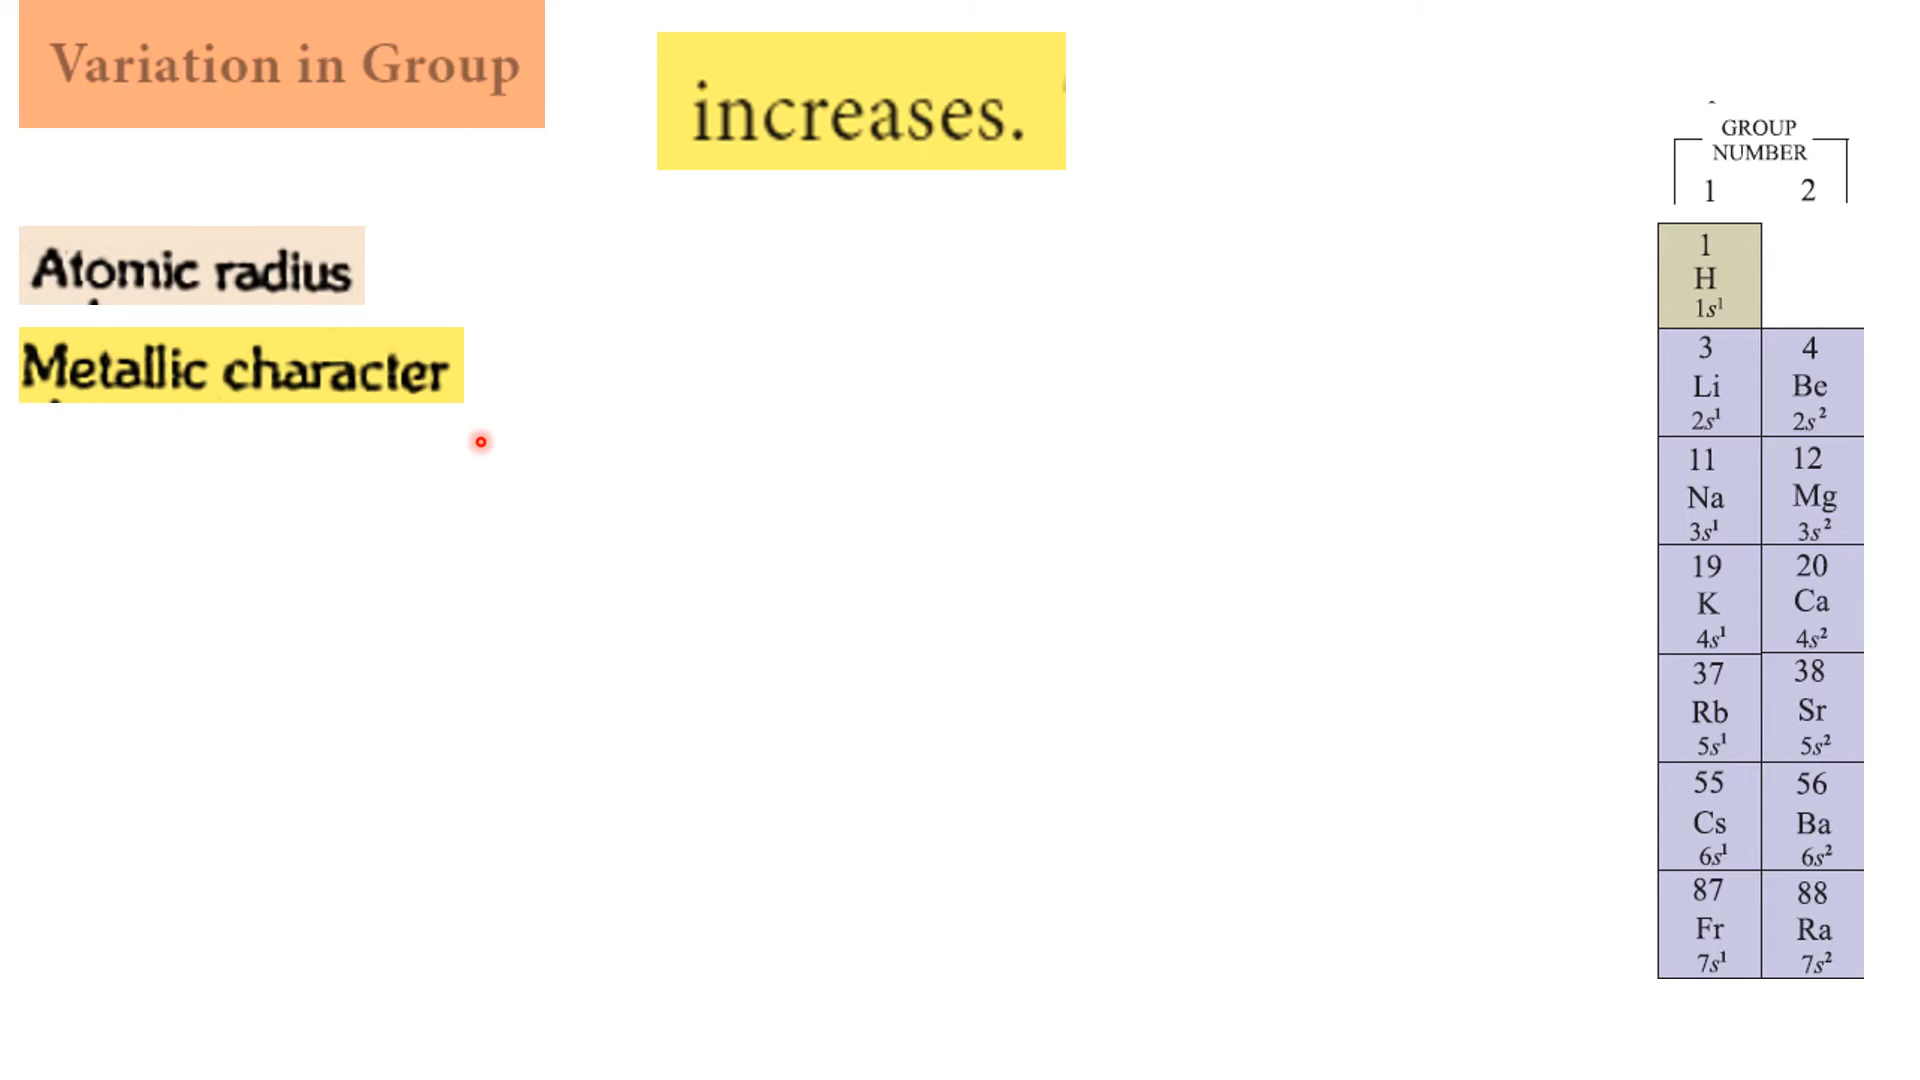 Variation in Group
increases.
Atomic radius
Metallic character
GROUP
NUMBER
1 2
1
H
1s¹
3 4
Li Be
2s¹ 2s²
11 12
Na Mg
3s¹ 3s²
19 20
K Ca
4s¹ 4s²
37 38
Rb Sr
5s¹ 5s²
55 56
Cs Ba
6s¹ 6s²
87 88
Fr Ra
7s¹ 7s²